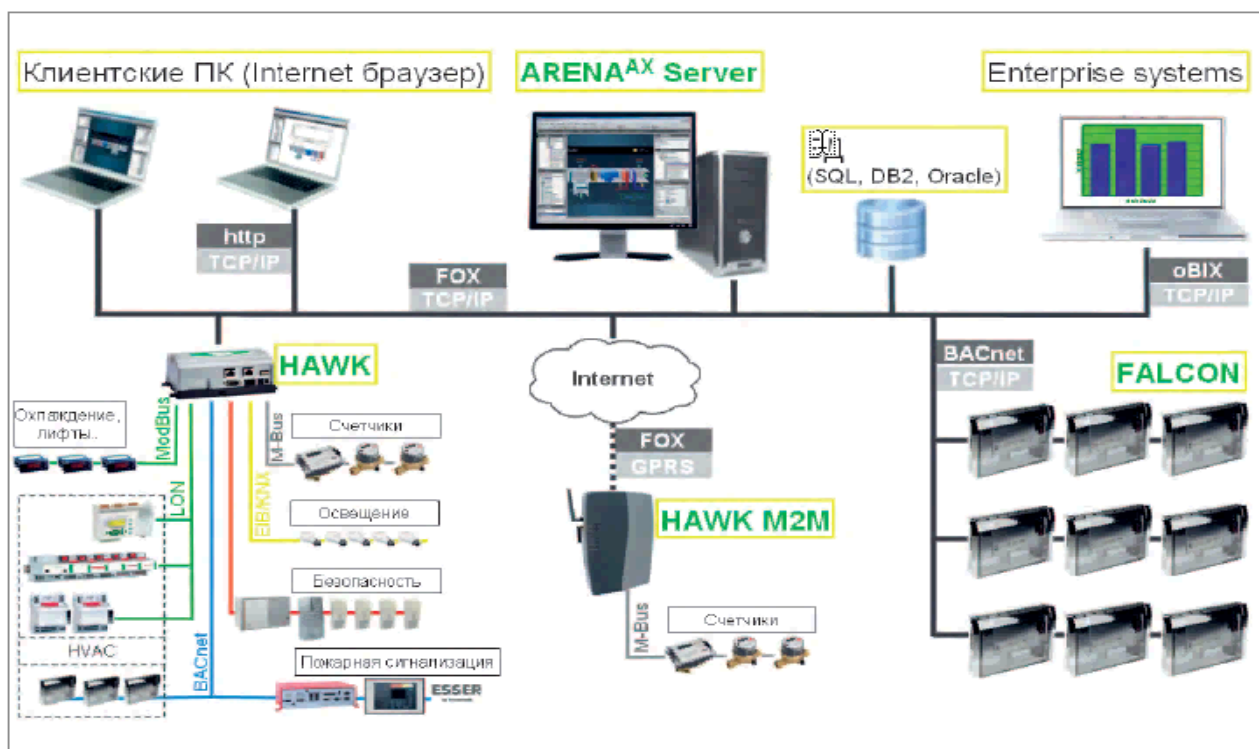 Клиентские ПК (Internet браузер)
ARENA^AX Server
Enterprise systems
(SQL, DB2, Oracle)
http
TCP/IP
FOX
TCP/IP
oBIX
TCP/IP
HAWK
Internet
BACnet
TCP/IP
FALCON
Охлаждение,
лифты..
ModBus
M-Bus
Счетчики
FOX
GPRS
LON
EIB/KNX
Освещение
HAWK M2M
Безопасность
M-Bus
Счетчики
HVAC
BACnet
Пожарная сигнализация
ESSER